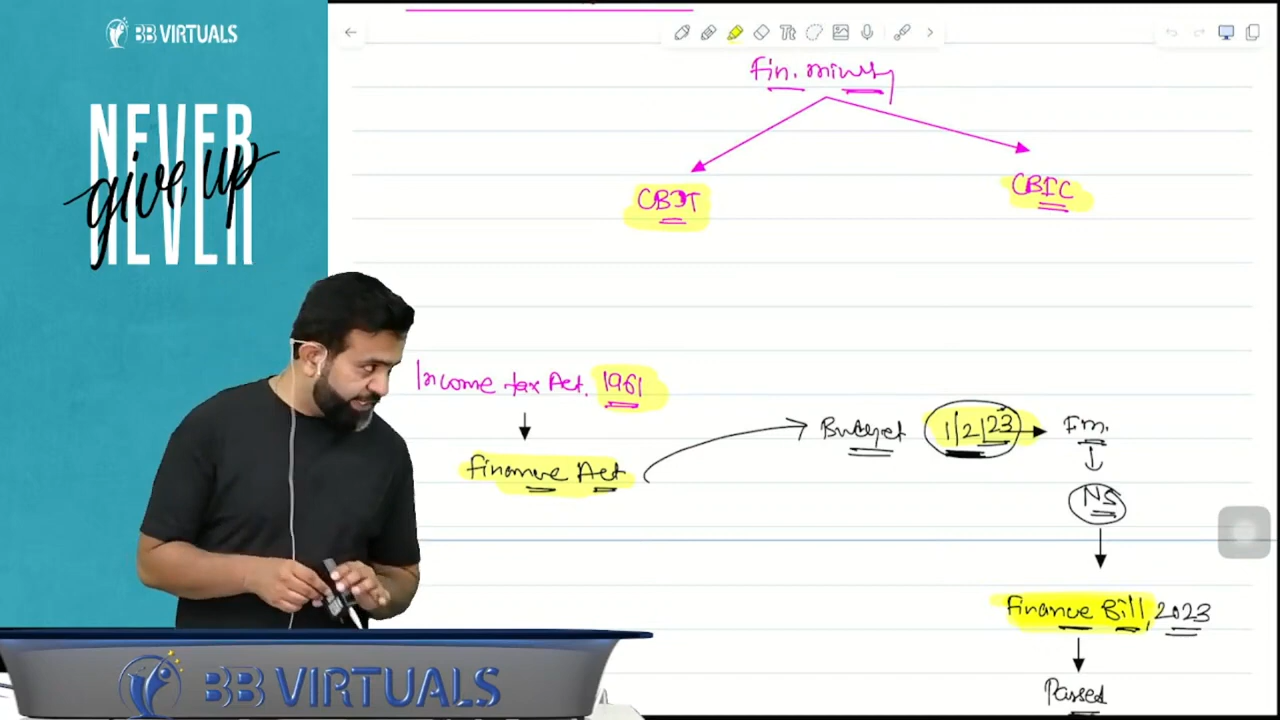 BB VIRTUALS
NEVER
give up
NEVER
Fin. ministry
CBDT
CBIC
Income tax Act, 1961
Finance Act
Budget 1/2/23 Fm.
NS
Finance Bill, 2023
Passed
BB VIRTUALS